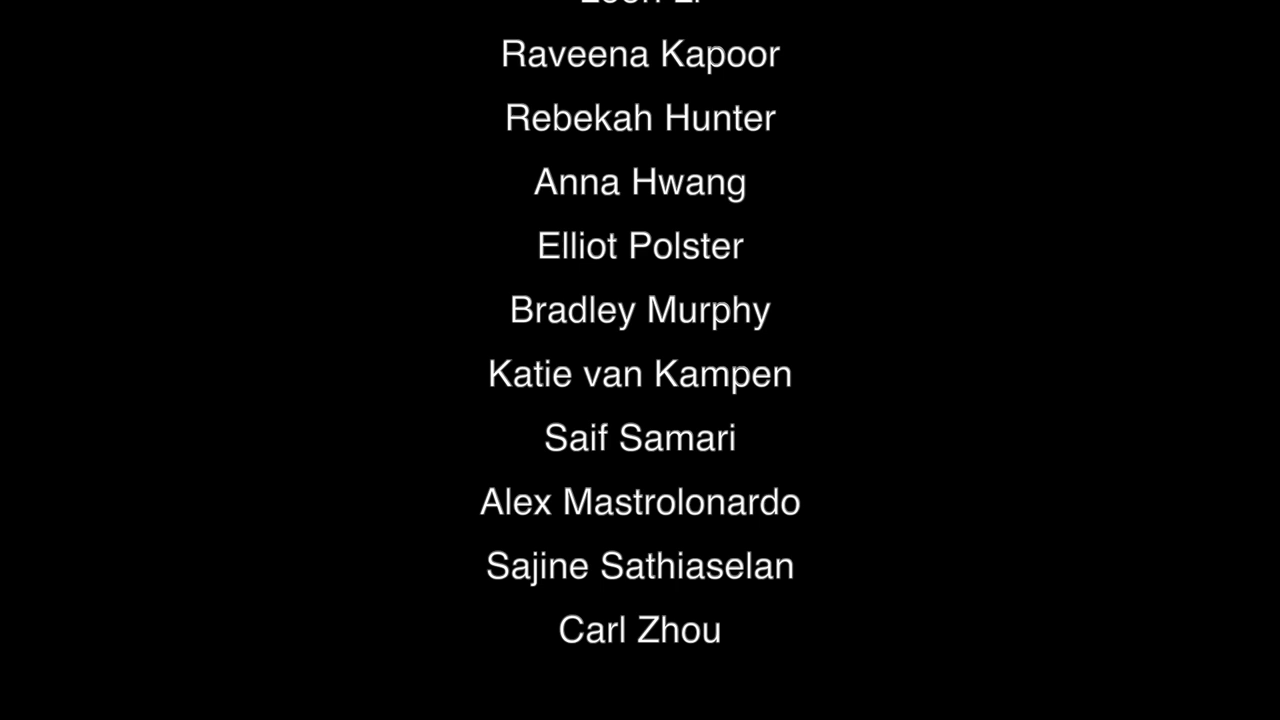 Raveena Kapoor
Rebekah Hunter
Anna Hwang
Elliot Polster
Bradley Murphy
Katie van Kampen
Saif Samari
Alex Mastrolonardo
Sajine Sathiaselan
Carl Zhou